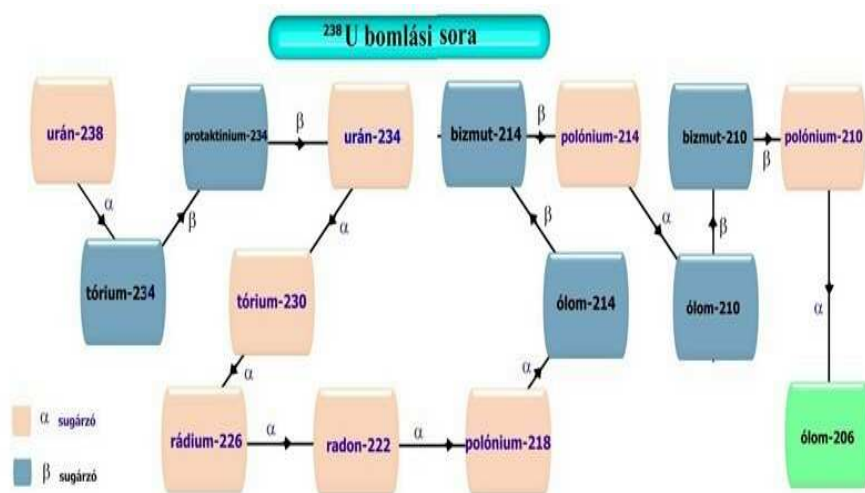 ²³⁸U bomlási sora
urán-238
α
tórium-234
β
protaktinium-234
β
urán-234
α
tórium-230
α
rádium-226
α
radon-222
α
polónium-218
α
ólom-214
β
bizmut-214
β
polónium-214
α
ólom-210
β
bizmut-210
β
polónium-210
α
ólom-206
α sugárzó
β sugárzó